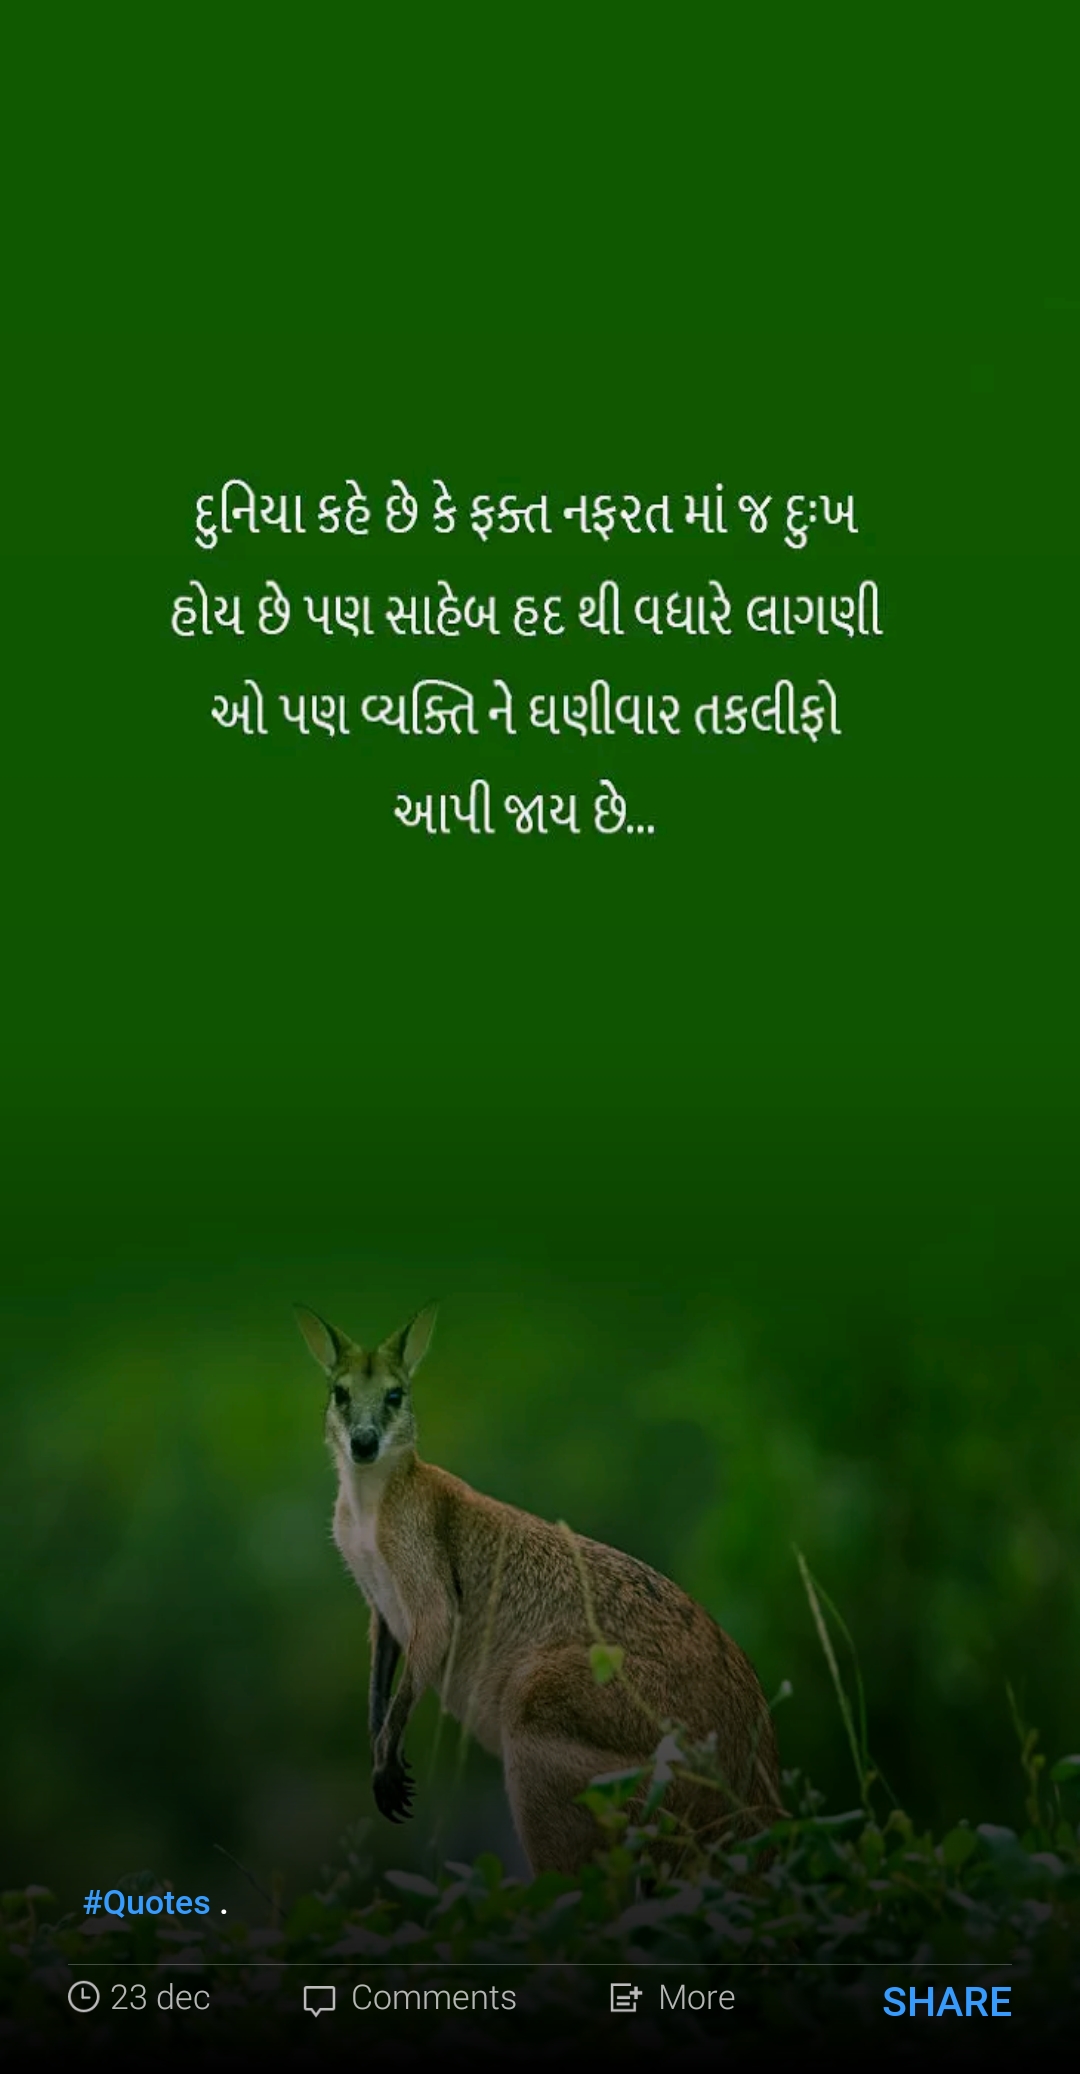 દુનિયા કહે છે કે ફક્ત નફરત માં જ દુઃખ
હોય છે પણ સાહેબ હદ થી વધારે લાગણી
ઓ પણ વ્યક્તિ ને ઘણીવાર તકલીફો
આપી જાય છે...
#Quotes .
23 dec Comments More SHARE